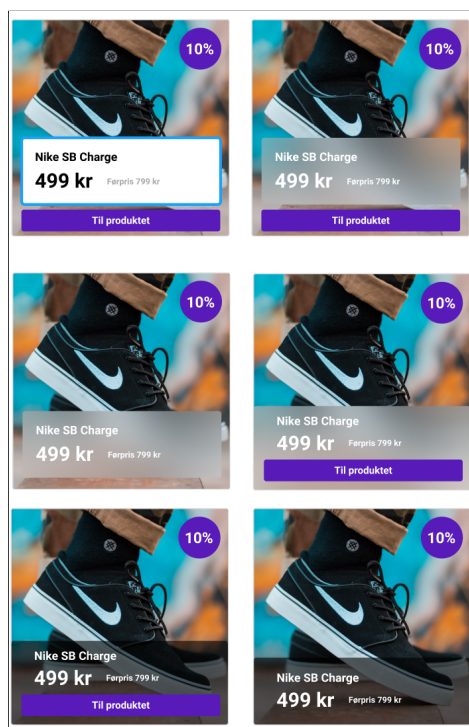 10%
Nike SB Charge
499 kr Førpris 799 kr
Til produktet
10%
Nike SB Charge
499 kr Førpris 799 kr
Til produktet
10%
Nike SB Charge
499 kr Førpris 799 kr
10%
Nike SB Charge
499 kr Førpris 799 kr
Til produktet
10%
Nike SB Charge
499 kr Førpris 799 kr
Til produktet
10%
Nike SB Charge
499 kr Førpris 799 kr